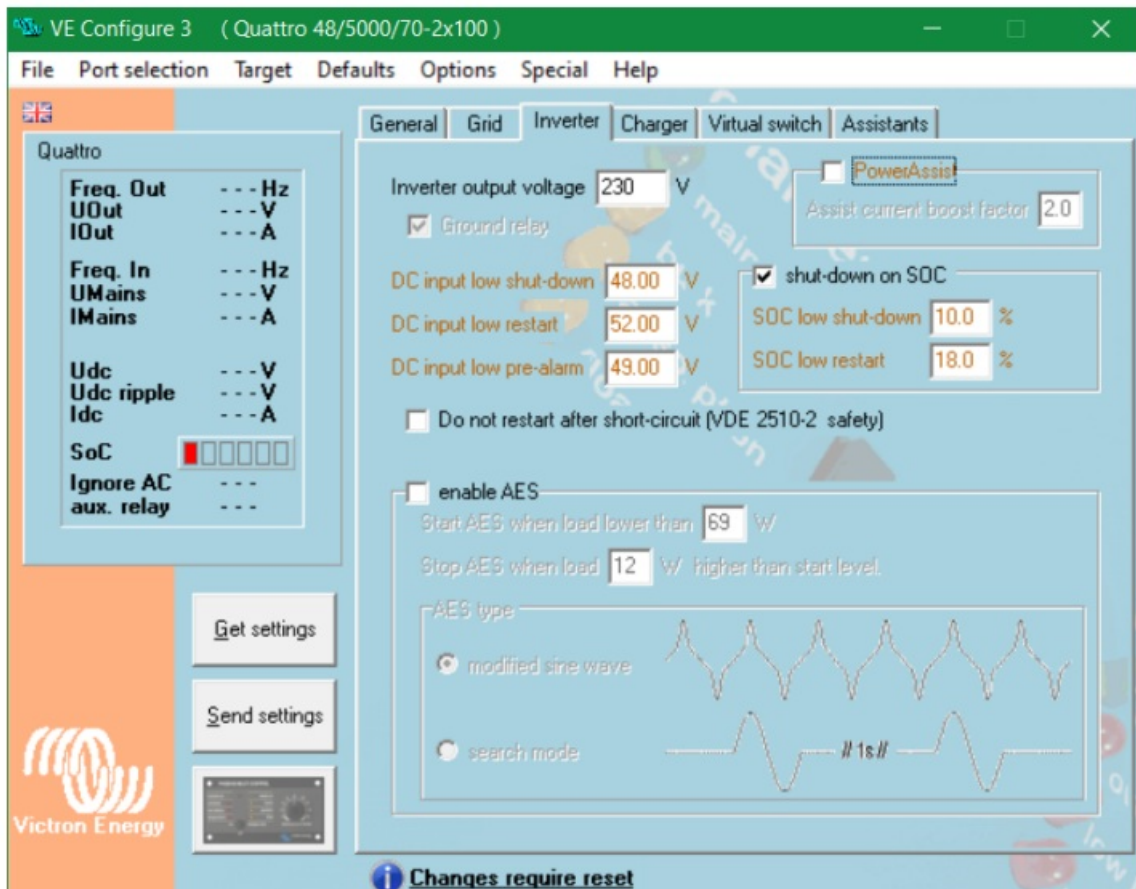 VE Configure 3 ( Quattro 48/5000/70-2x100 )
File Port selection Target Defaults Options Special Help
General Grid Inverter Charger Virtual switch Assistants
Quattro
Freq. Out ---Hz
UOut ---V
IOut ---A
Freq. In ---Hz
UMains ---V
IMains ---A
Udc ---V
Udc ripple ---V
Idc ---A
SoC
Ignore AC ---
aux. relay ---
Get settings
Send settings
Victron Energy
Inverter output voltage 230 V
Ground relay
PowerAssist
Assist current boost factor 2.0
DC input low shut-down 48.00 V
DC input low restart 52.00 V
DC input low pre-alarm 49.00 V
shut-down on SOC
SOC low shut-down 10.0 %
SOC low restart 18.0 %
Do not restart after short-circuit (VDE 2510-2 safety)
enable AES
Start AES when load lower than 69 W
Stop AES when load 12 W higher than start level.
AES type
modified sine wave
search mode
// 1s //
Changes require reset